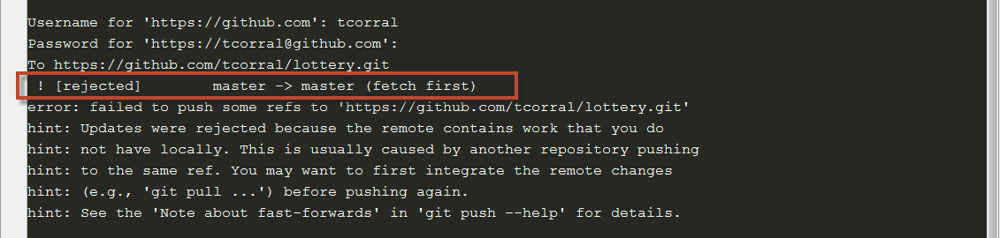 Username for 'https://github.com': tcorral
Password for 'https://tcorral@github.com':
To https://github.com/tcorral/lottery.git
! [rejected]        master -> master (fetch first)
error: failed to push some refs to 'https://github.com/tcorral/lottery.git'
hint: Updates were rejected because the remote contains work that you do
hint: not have locally. This is usually caused by another repository pushing
hint: to the same ref. You may want to first integrate the remote changes
hint: (e.g., 'git pull ...') before pushing again.
hint: See the 'Note about fast-forwards' in 'git push --help' for details.